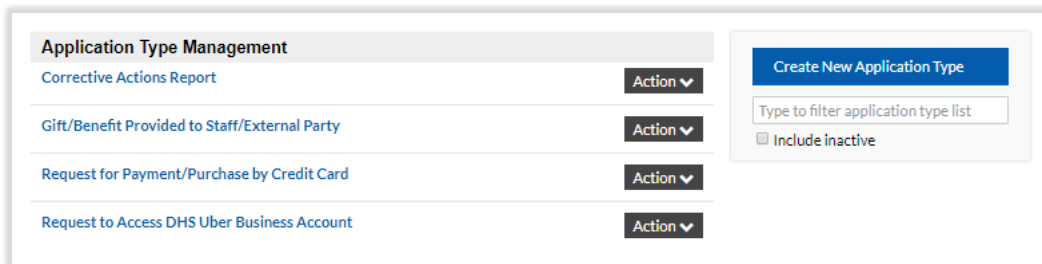 Application Type Management
Corrective Actions Report
Action
Gift/Benefit Provided to Staff/External Party
Action
Request for Payment/Purchase by Credit Card
Action
Request to Access DHS Uber Business Account
Action
Create New Application Type
Type to filter application type list
Include inactive